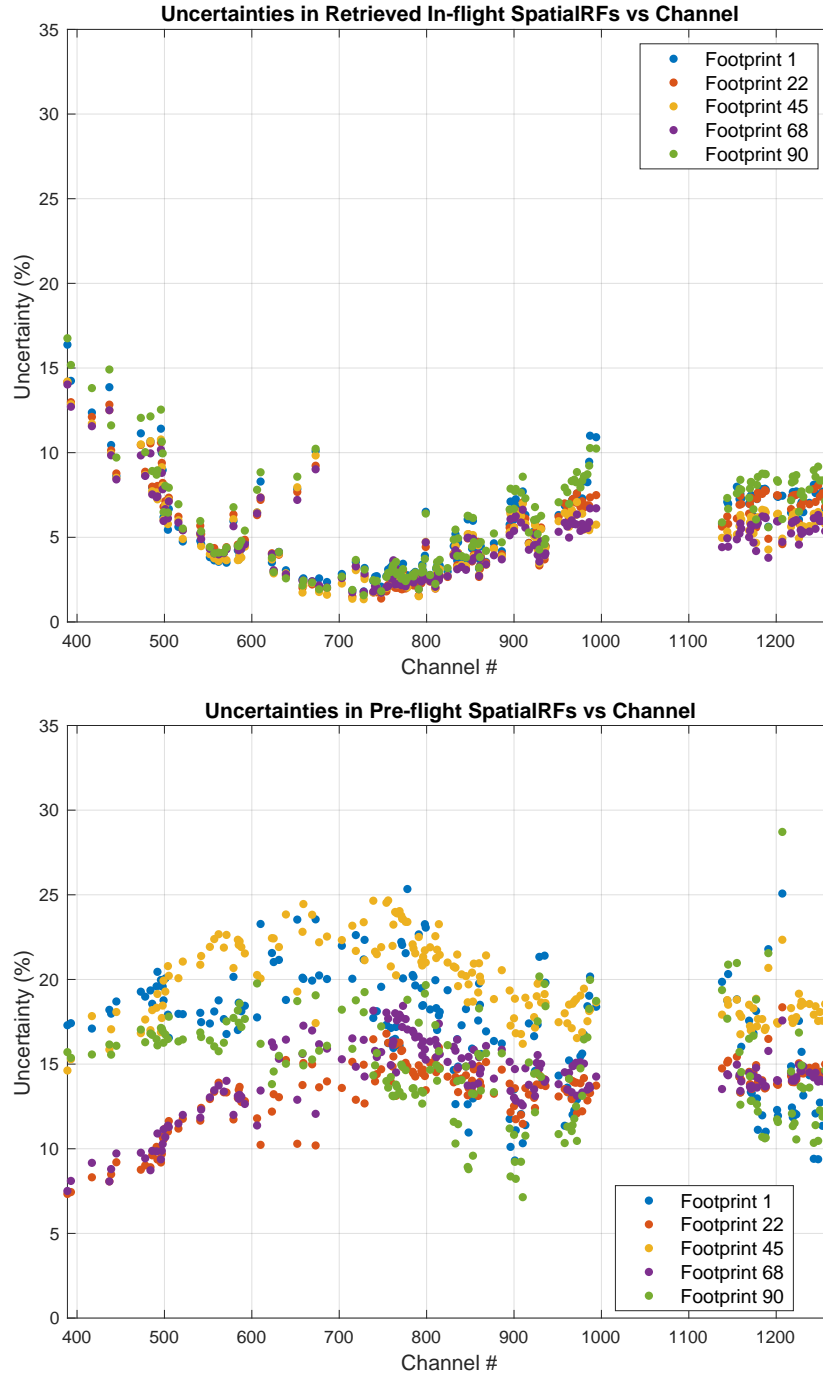 Uncertainties in Retrieved In-flight SpatialRFs vs Channel
35
30
25
20
15
10
5
0
Uncertainty (%)
Footprint 1
Footprint 22
Footprint 45
Footprint 68
Footprint 90
400 500 600 700 800 900 1000 1100 1200
Channel #
Uncertainties in Pre-flight SpatialRFs vs Channel
35
30
25
20
15
10
5
0
Uncertainty (%)
Footprint 1
Footprint 22
Footprint 45
Footprint 68
Footprint 90
400 500 600 700 800 900 1000 1100 1200
Channel #